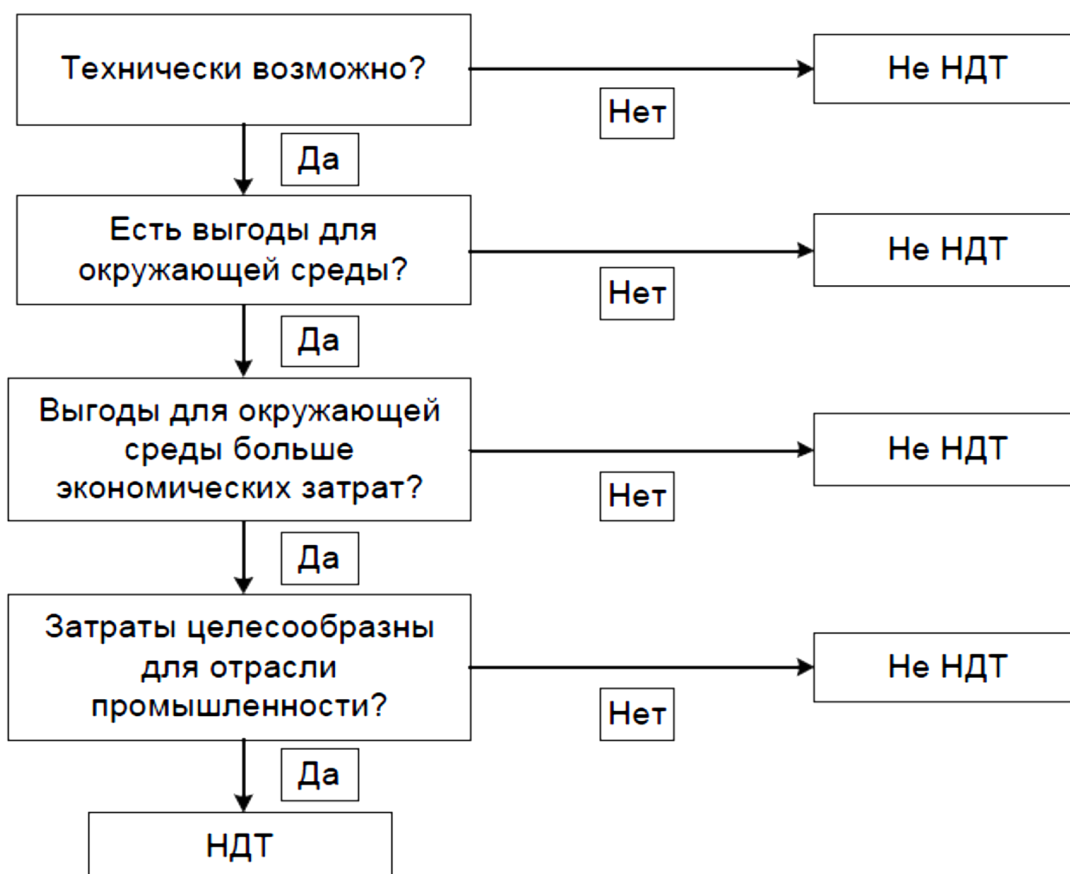 Технически возможно?
Не НДТ
Нет
Да
Есть выгоды для
окружающей среды?
Не НДТ
Нет
Да
Выгоды для окружающей
среды больше
экономических затрат?
Не НДТ
Нет
Да
Затраты целесообразны
для отрасли
промышленности?
Не НДТ
Нет
Да
НДТ